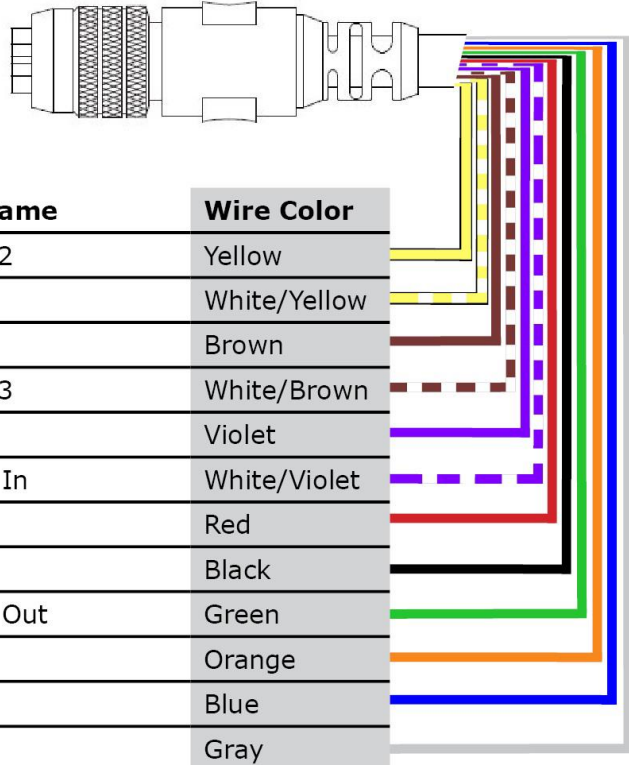 ame Wire Color
2 Yellow
White/Yellow
Brown
3 White/Brown
Violet
In White/Violet
Red
Black
Out Green
Orange
Blue
Gray